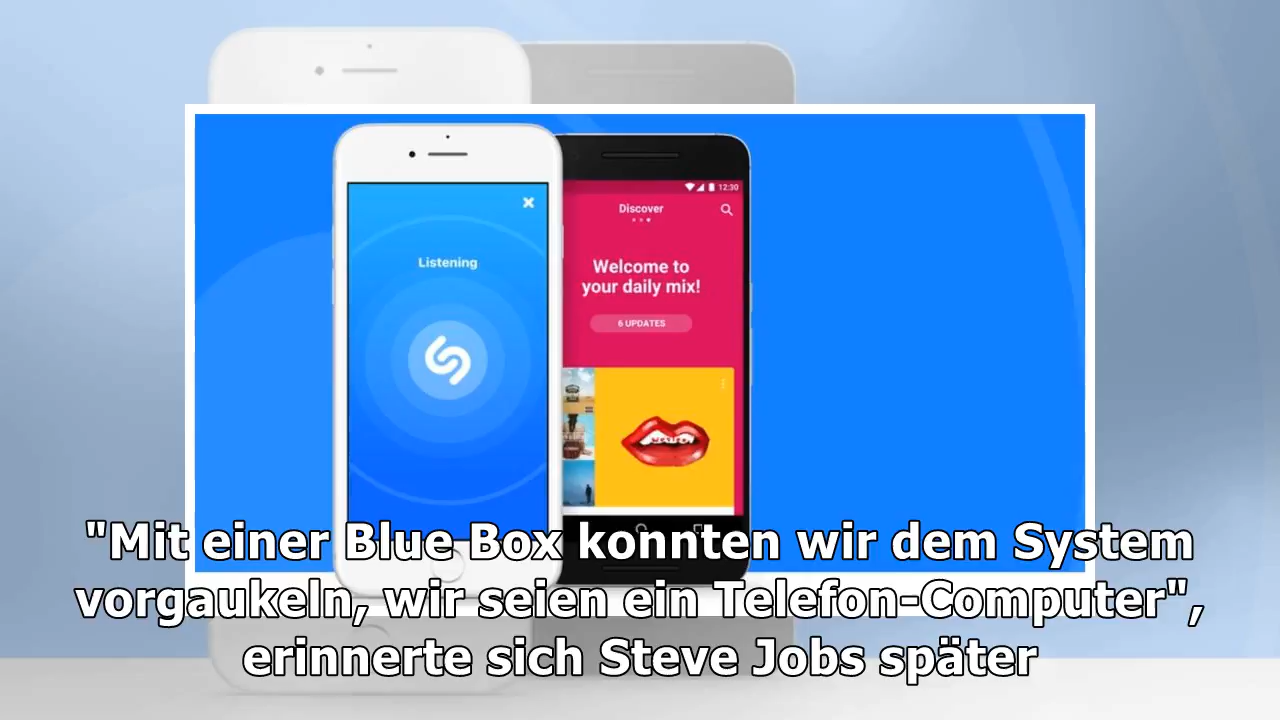 12:30
Discover
Listening
Welcome to
your daily mix!
6 UPDATES
"Mit einer Blue Box konnten wir dem System
vorgaukeln, wir seien ein Telefon-Computer",
erinnerte sich Steve Jobs später